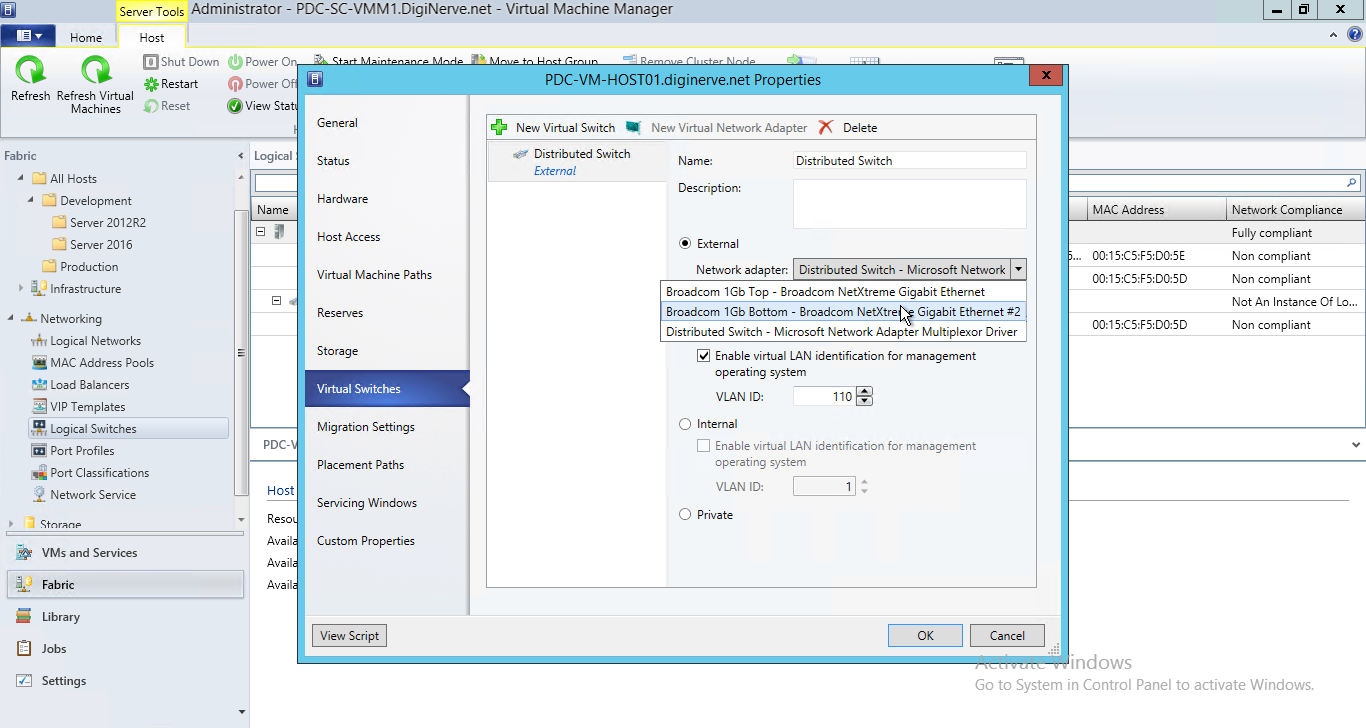 Server Tools
Administrator - PDC-SC-VMM1.DigiNerve.net - Virtual Machine Manager
Home
Host
Refresh
Refresh Virtual Machines
Shut Down
Restart
Reset
Power On
Power Off
View Statu
Start Maintenance Mode
Move to Host Group
Remove Cluster Node
PDC-VM-HOST01.diginerve.net Properties
Fabric
All Hosts
Development
Server 2012R2
Server 2016
Production
Infrastructure
Networking
Logical Networks
MAC Address Pools
Load Balancers
VIP Templates
Logical Switches
Port Profiles
Port Classifications
Network Service
Storage
VMs and Services
Fabric
Library
Jobs
Settings
Logical
Name
PDC-V
Host
Resou
Availa
Availa
Availa
General
Status
Hardware
Host Access
Virtual Machine Paths
Reserves
Storage
Virtual Switches
Migration Settings
Placement Paths
Servicing Windows
Custom Properties
New Virtual Switch
New Virtual Network Adapter
Delete
Distributed Switch
External
Name:
Distributed Switch
Description:
External
Network adapter:
Distributed Switch - Microsoft Network
Broadcom 1Gb Top - Broadcom NetXtreme Gigabit Ethernet
Broadcom 1Gb Bottom - Broadcom NetXtreme Gigabit Ethernet #2
Distributed Switch - Microsoft Network Adapter Multiplexor Driver
Enable virtual LAN identification for management
operating system
VLAN ID:
110
Internal
Enable virtual LAN identification for management
operating system
VLAN ID:
1
Private
View Script
OK
Cancel
MAC Address
Network Compliance
Fully compliant
5...
00:15:C5:F5:D0:5E
Non compliant
00:15:C5:F5:D0:5D
Non compliant
Not An Instance Of Lo...
00:15:C5:F5:D0:5D
Non compliant
Activate Windows
Go to System in Control Panel to activate Windows.